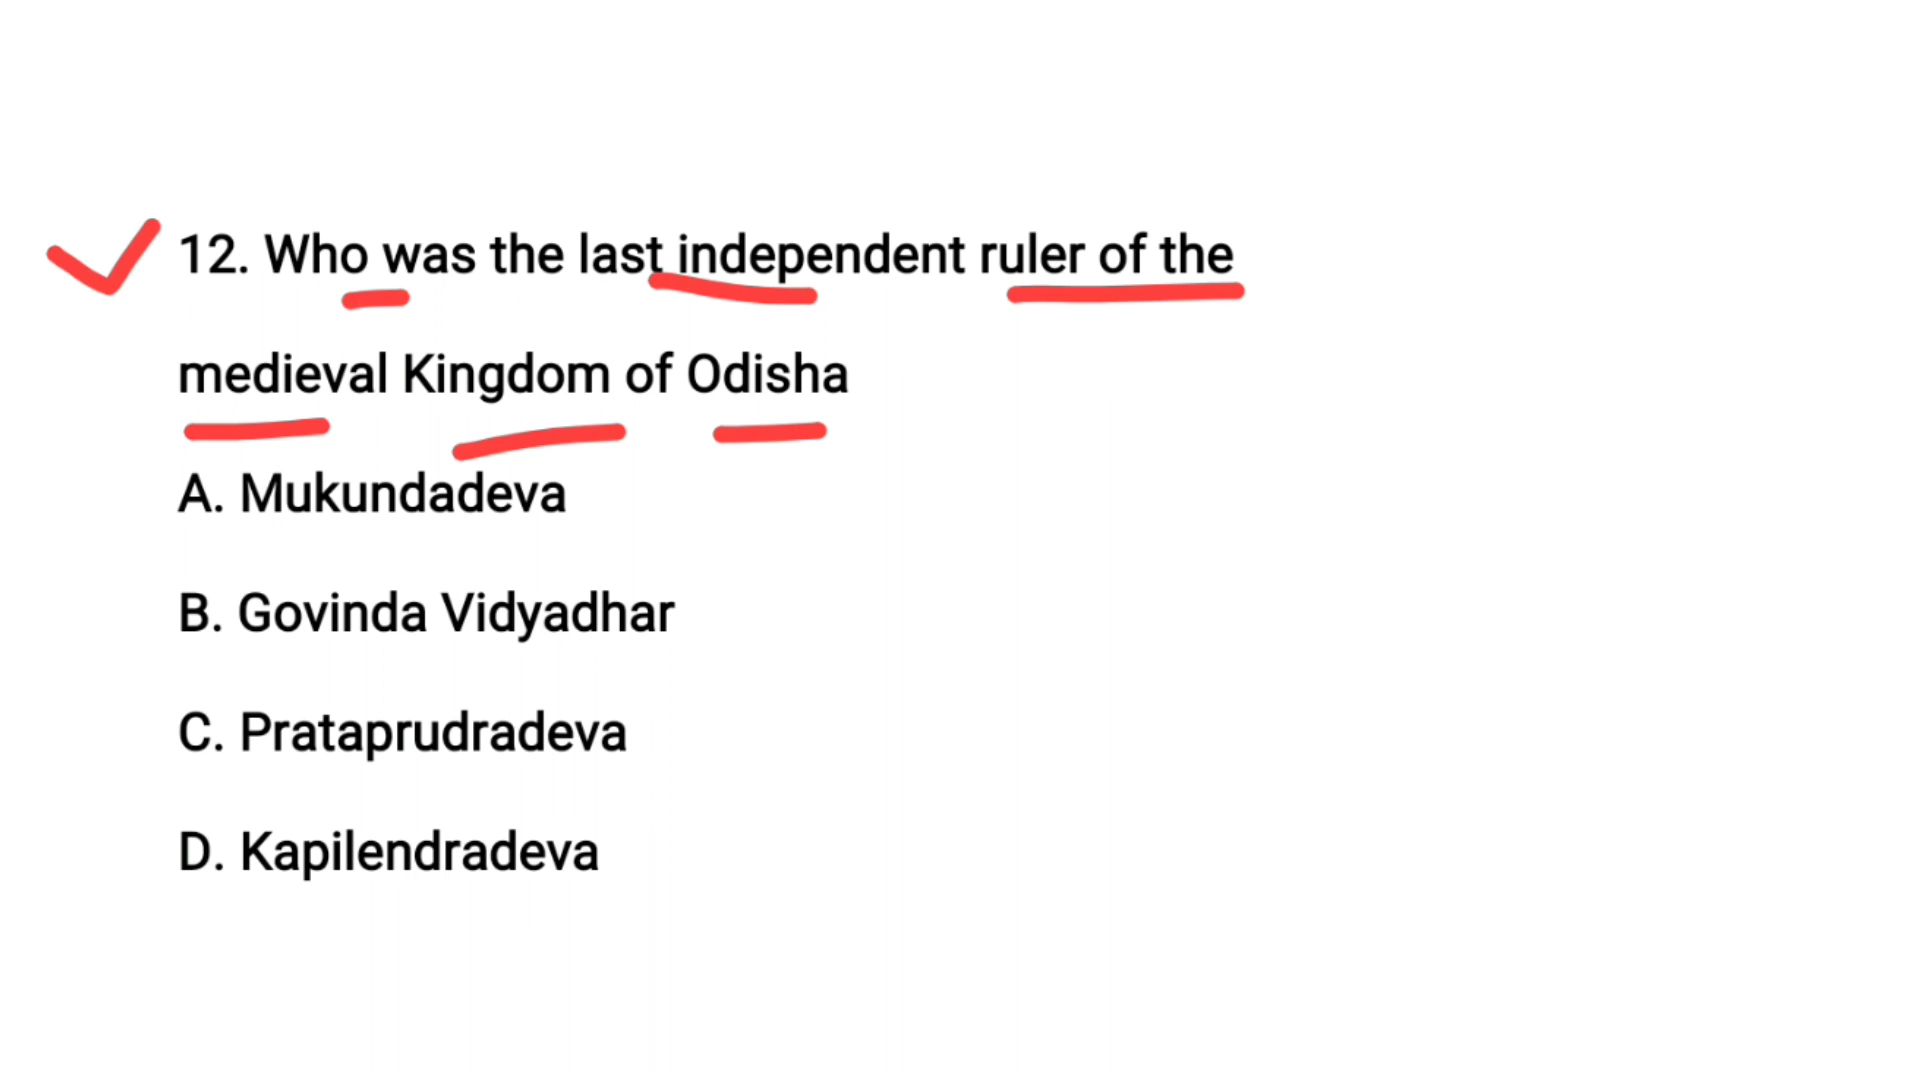 12. Who was the last independent ruler of the
medieval Kingdom of Odisha
A. Mukundadeva
B. Govinda Vidyadhar
C. Prataprudradeva
D. Kapilendradeva